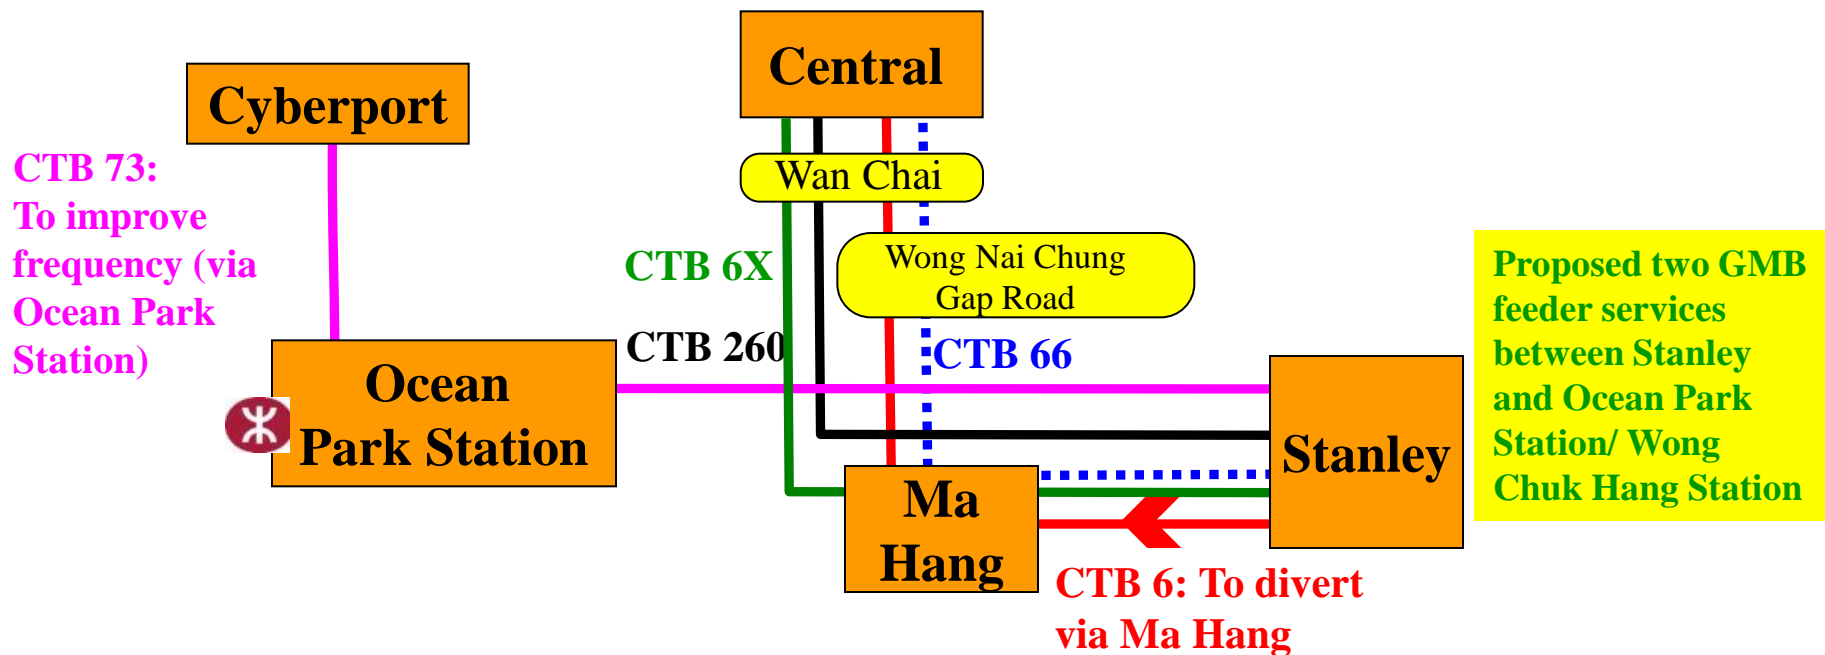 Central
Cyberport
CTB 73:
To improve
frequency (via
Ocean Park
Station)
Wan Chai
Wong Nai Chung
Gap Road
CTB 6X
CTB 260
CTB 66
Ocean
Park Station
Ma
Hang
Stanley
CTB 6: To divert
via Ma Hang
Proposed two GMB
feeder services
between Stanley
and Ocean Park
Station/ Wong
Chuk Hang Station